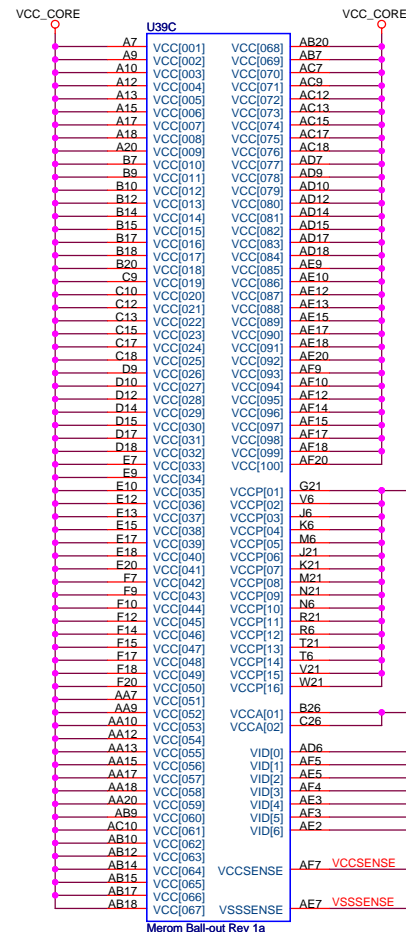 VCC_CORE VCC_CORE
U39C
A7 VCC[001] VCC[068] AB20
A9 VCC[002] VCC[069] AB7
A10 VCC[003] VCC[070] AC7
A12 VCC[004] VCC[071] AC9
A13 VCC[005] VCC[072] AC12
A15 VCC[006] VCC[073] AC13
A17 VCC[007] VCC[074] AC15
A18 VCC[008] VCC[075] AC17
A20 VCC[009] VCC[076] AC18
B7 VCC[010] VCC[077] AD7
B9 VCC[011] VCC[078] AD9
B10 VCC[012] VCC[079] AD10
B12 VCC[013] VCC[080] AD12
B14 VCC[014] VCC[081] AD14
B15 VCC[015] VCC[082] AD15
B17 VCC[016] VCC[083] AD17
B18 VCC[017] VCC[084] AD18
B20 VCC[018] VCC[085] AE9
C9 VCC[019] VCC[086] AE10
C10 VCC[020] VCC[087] AE12
C12 VCC[021] VCC[088] AE13
C13 VCC[022] VCC[089] AE15
C15 VCC[023] VCC[090] AE17
C17 VCC[024] VCC[091] AE18
C18 VCC[025] VCC[092] AE20
D9 VCC[026] VCC[093] AF9
D10 VCC[027] VCC[094] AF10
D12 VCC[028] VCC[095] AF12
D14 VCC[029] VCC[096] AF14
D15 VCC[030] VCC[097] AF15
D17 VCC[031] VCC[098] AF17
D18 VCC[032] VCC[099] AF18
E7 VCC[033] VCC[100] AF20
E9 VCC[034]
E10 VCC[035] VCCP[01] G21
E12 VCC[036] VCCP[02] V6
E13 VCC[037] VCCP[03] J6
E15 VCC[038] VCCP[04] K6
E17 VCC[039] VCCP[05] M6
E18 VCC[040] VCCP[06] J21
E20 VCC[041] VCCP[07] K21
F7 VCC[042] VCCP[08] M21
F9 VCC[043] VCCP[09] N21
F10 VCC[044] VCCP[10] N6
F12 VCC[045] VCCP[11] R21
F14 VCC[046] VCCP[12] R6
F15 VCC[047] VCCP[13] T21
F17 VCC[048] VCCP[14] T6
F18 VCC[049] VCCP[15] V21
F20 VCC[050] VCCP[16] W21
AA7 VCC[051]
AA9 VCC[052] VCCA[01] B26
AA10 VCC[053] VCCA[02] C26
AA12 VCC[054]
AA13 VCC[055] VID[0] AD6
AA15 VCC[056] VID[1] AF5
AA17 VCC[057] VID[2] AE5
AA18 VCC[058] VID[3] AF4
AA20 VCC[059] VID[4] AE3
AB9 VCC[060] VID[5] AF3
AC10 VCC[061] VID[6] AE2
AB10 VCC[062]
AB12 VCC[063]
AB14 VCC[064] VCCSENSE AF7 VCCSENSE
AB15 VCC[065]
AB17 VCC[066]
AB18 VCC[067] VSSSENSE AE7 VSSSENSE
Merom Ball-out Rev 1a